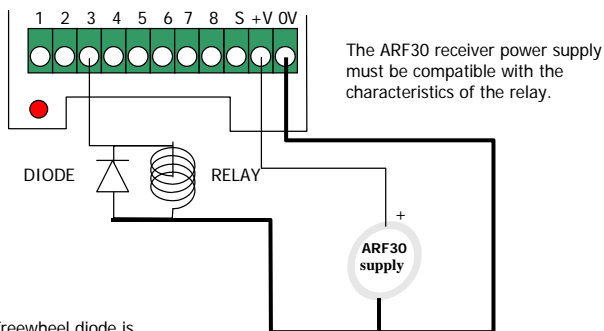 1 2 3 4 5 6 7 8 S +V 0V
The ARF30 receiver power supply
must be compatible with the
characteristics of the relay.
DIODE
RELAY
+
ARF30
supply
freewheel diode is